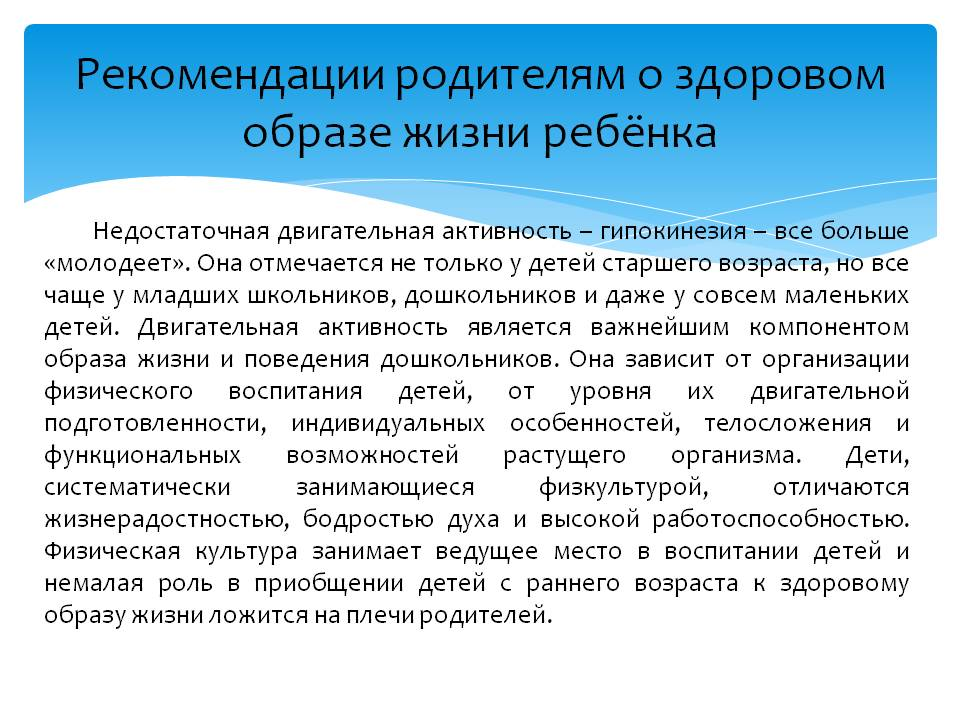 Рекомендации родителям о здоровом
образе жизни ребёнка
Недостаточная двигательная активность – гипокинезия – все больше
«молодеет». Она отмечается не только у детей старшего возраста, но все
чаще у младших школьников, дошкольников и даже у совсем маленьких
детей. Двигательная активность является важнейшим компонентом
образа жизни и поведения дошкольников. Она зависит от организации
физического воспитания детей, от уровня их двигательной
подготовленности, индивидуальных особенностей, телосложения и
функциональных возможностей растущего организма. Дети,
систематически занимающиеся физкультурой, отличаются
жизнерадостностью, бодростью духа и высокой работоспособностью.
Физическая культура занимает ведущее место в воспитании детей и
немалая роль в приобщении детей с раннего возраста к здоровому
образу жизни ложится на плечи родителей.